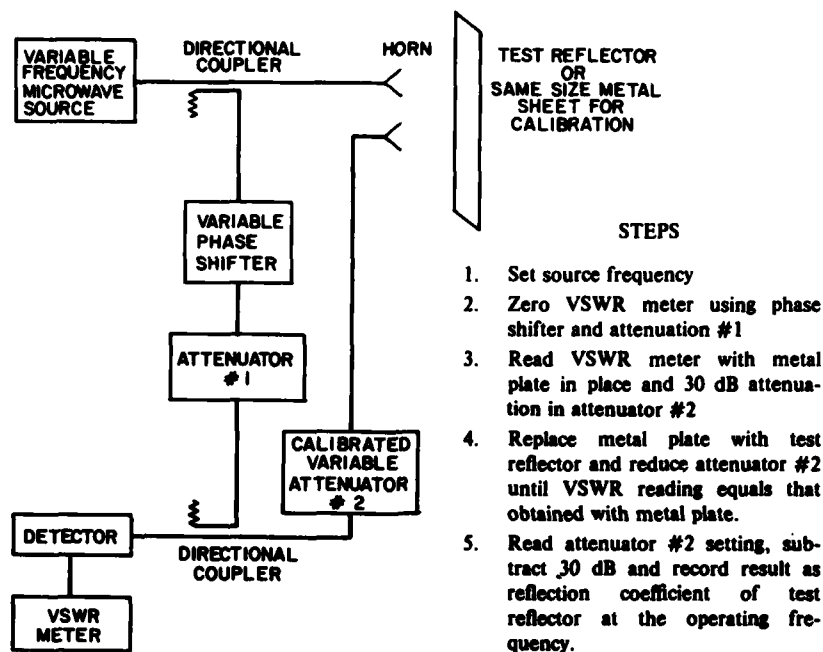 VARIABLE
FREQUENCY
MICROWAVE
SOURCE
DIRECTIONAL
COUPLER
HORN
TEST REFLECTOR
OR
SAME SIZE METAL
SHEET FOR
CALIBRATION
VARIABLE
PHASE
SHIFTER
ATTENUATOR
# 1
CALIBRATED
VARIABLE
ATTENUATOR
# 2
DETECTOR
DIRECTIONAL
COUPLER
VSWR
METER
STEPS
1. Set source frequency
2. Zero VSWR meter using phase
shifter and attenuation #1
3. Read VSWR meter with metal
plate in place and 30 dB attenua-
tion in attenuator #2
4. Replace metal plate with test
reflector and reduce attenuator #2
until VSWR reading equals that
obtained with metal plate.
5. Read attenuator #2 setting, sub-
tract 30 dB and record result as
reflection coefficient of test
reflector at the operating fre-
quency.